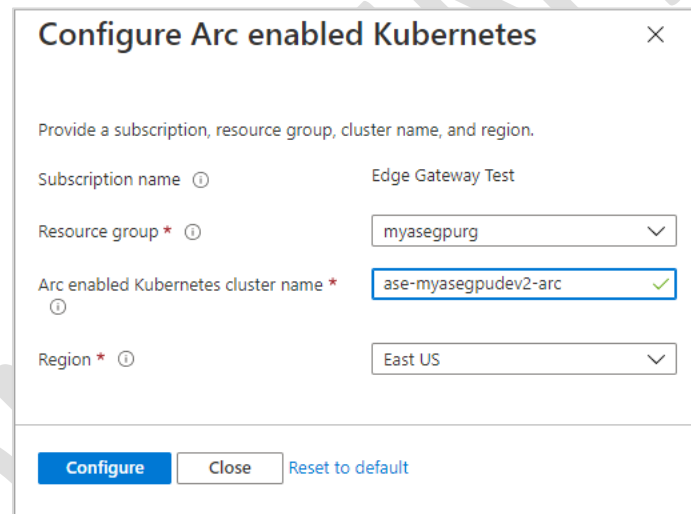 Configure Arc enabled Kubernetes
Provide a subscription, resource group, cluster name, and region.
Subscription name
Edge Gateway Test
Resource group *
myasegpurg
Arc enabled Kubernetes cluster name *
ase-myasegpudev2-arc
Region *
East US
Configure
Close
Reset to default